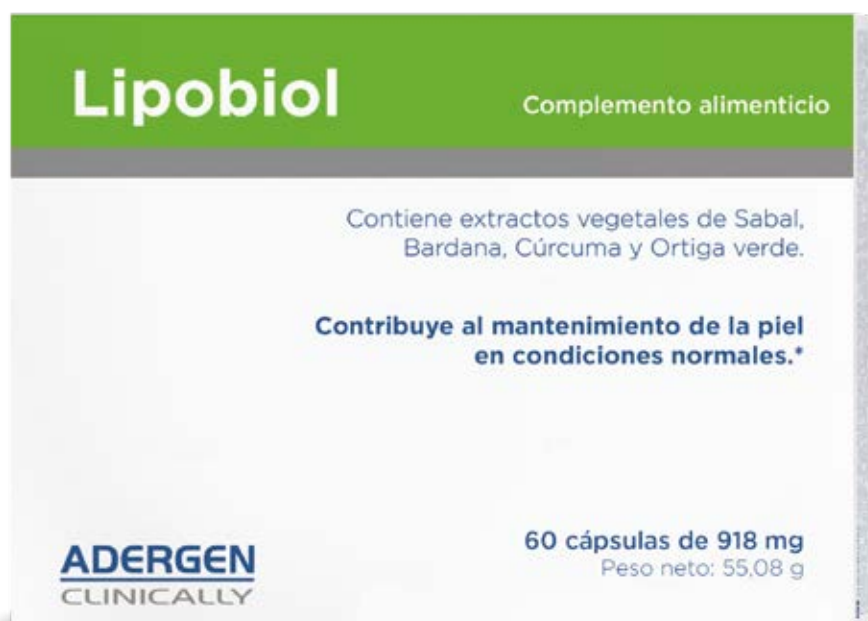 Lipobiol
Complemento alimenticio
Contiene extractos vegetales de Sabal,
Bardana, Cúrcuma y Ortiga verde.
Contribuye al mantenimiento de la piel
en condiciones normales.*
60 cápsulas de 918 mg
Peso neto: 55,08 g
ADERGEN
CLINICALLY